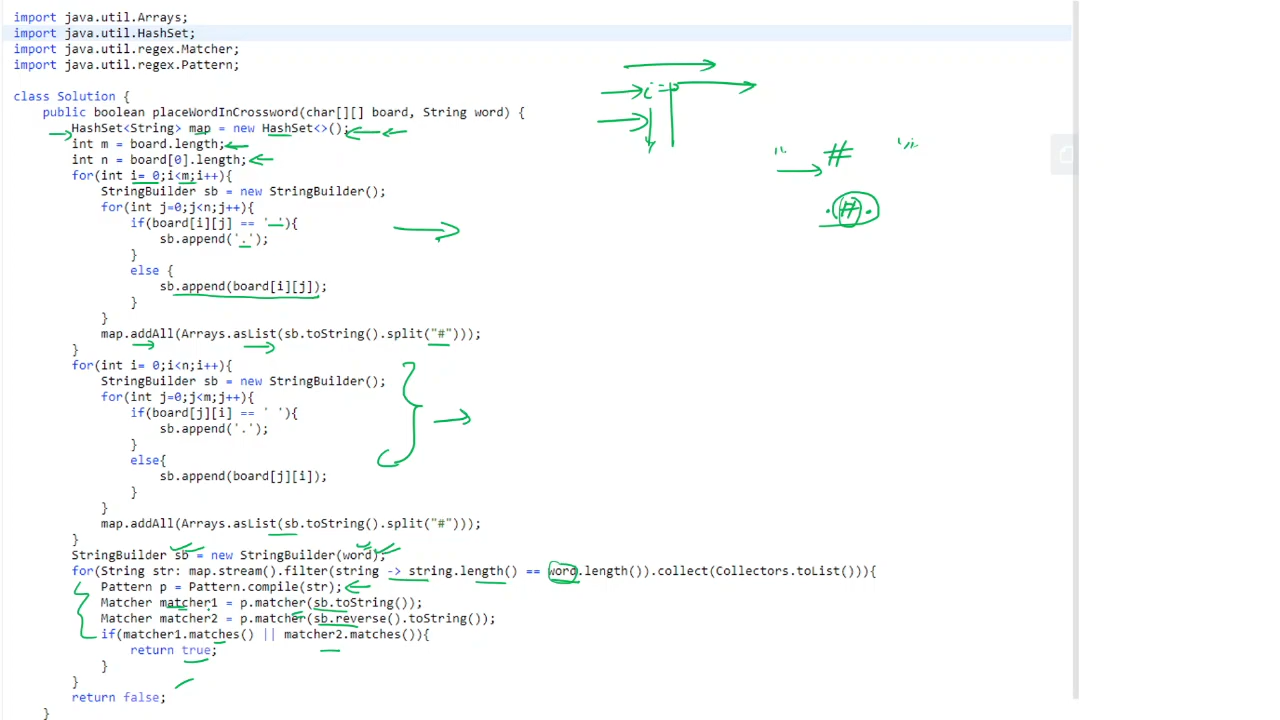 import java.util.Arrays;
import java.util.HashSet;
import java.util.regex.Matcher;
import java.util.regex.Pattern;
class Solution {
public boolean placeWordInCrossword(char[][] board, String word) {
HashSet<String> map = new HashSet<>();
int m = board.length;
int n = board[0].length;
for(int i= 0;i<m;i++){
StringBuilder sb = new StringBuilder();
for(int j=0;j<n;j++){
if(board[i][j] == ' '){
sb.append('.');
}
else {
sb.append(board[i][j]);
}
}
map.addAll(Arrays.asList(sb.toString().split("#")));
}
for(int i= 0;i<n;i++){
StringBuilder sb = new StringBuilder();
for(int j=0;j<m;j++){
if(board[j][i] == ' '){
sb.append('.');
}
else{
sb.append(board[j][i]);
}
}
map.addAll(Arrays.asList(sb.toString().split("#")));
}
StringBuilder sb = new StringBuilder(word);
for(String str: map.stream().filter(string -> string.length() == word.length()).collect(Collectors.toList())){
Pattern p = Pattern.compile(str);
Matcher matcher1 = p.matcher(sb.toString());
Matcher matcher2 = p.matcher(sb.reverse().toString());
if(matcher1.matches() || matcher2.matches()){
return true;
}
}
return false;
}
" # "
.#.